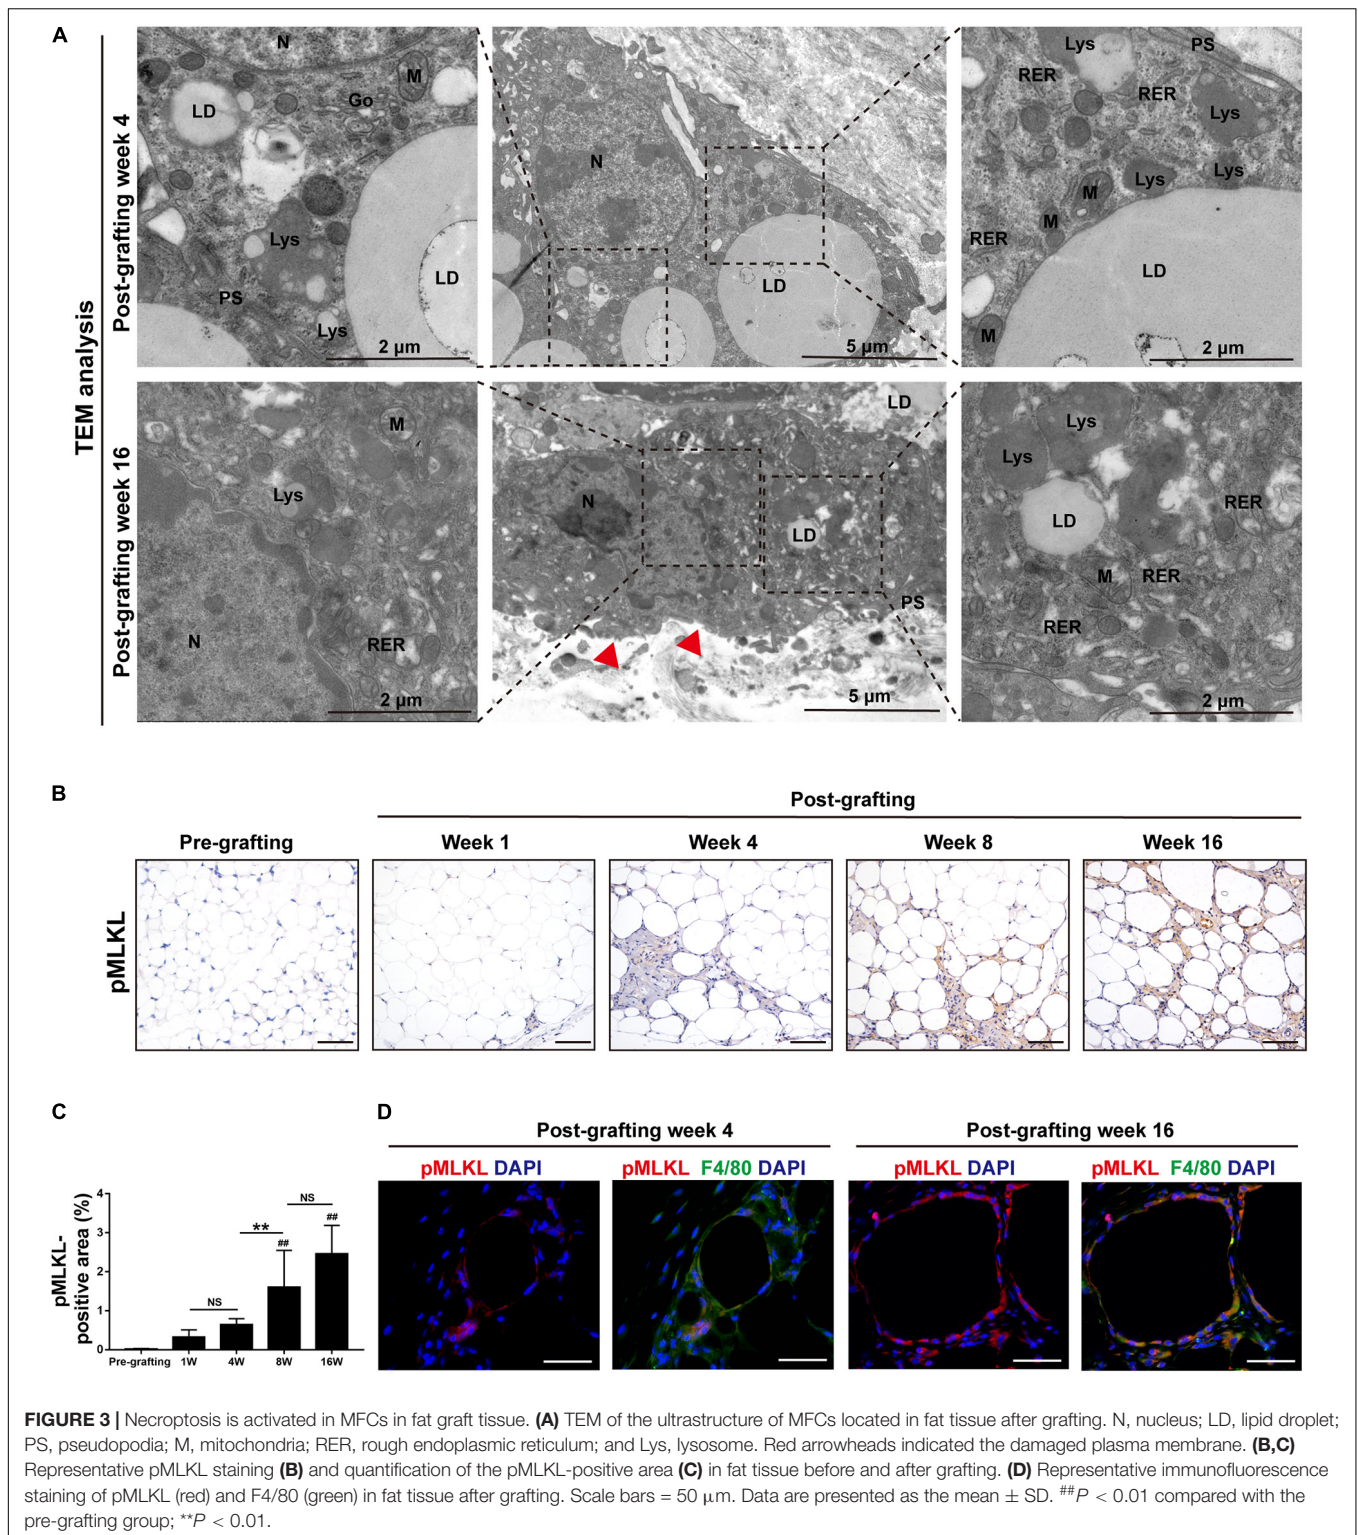 A
TEM analysis
Post-grafting week 4
N
M
Go
LD
Lys
LD
PS
Lys
2 µm
N
LD
5 µm
Lys
PS
RER
RER
Lys
Lys
Lys
M
M
RER
LD
M
2 µm
Post-grafting week 16
M
Lys
N
RER
2 µm
LD
N
LD
PS
5 µm
Lys
Lys
LD
RER
M
RER
RER
2 µm
B
Post-grafting
Pre-grafting
Week 1
Week 4
Week 8
Week 16
pMLKL
C
pMLKL-
positive area (%)
4
3
2
1
0
NS
**
##
NS
##
Pre-grafting 1W 4W 8W 16W
D
Post-grafting week 4
Post-grafting week 16
pMLKL DAPI
pMLKL F4/80 DAPI
pMLKL DAPI
pMLKL F4/80 DAPI
FIGURE 3 | Necroptosis is activated in MFCs in fat graft tissue. (A) TEM of the ultrastructure of MFCs located in fat tissue after grafting. N, nucleus; LD, lipid droplet;
PS, pseudopodia; M, mitochondria; RER, rough endoplasmic reticulum; and Lys, lysosome. Red arrowheads indicated the damaged plasma membrane. (B,C)
Representative pMLKL staining (B) and quantification of the pMLKL-positive area (C) in fat tissue before and after grafting. (D) Representative immunofluorescence
staining of pMLKL (red) and F4/80 (green) in fat tissue after grafting. Scale bars = 50 µm. Data are presented as the mean ± SD. ##P < 0.01 compared with the
pre-grafting group; **P < 0.01.